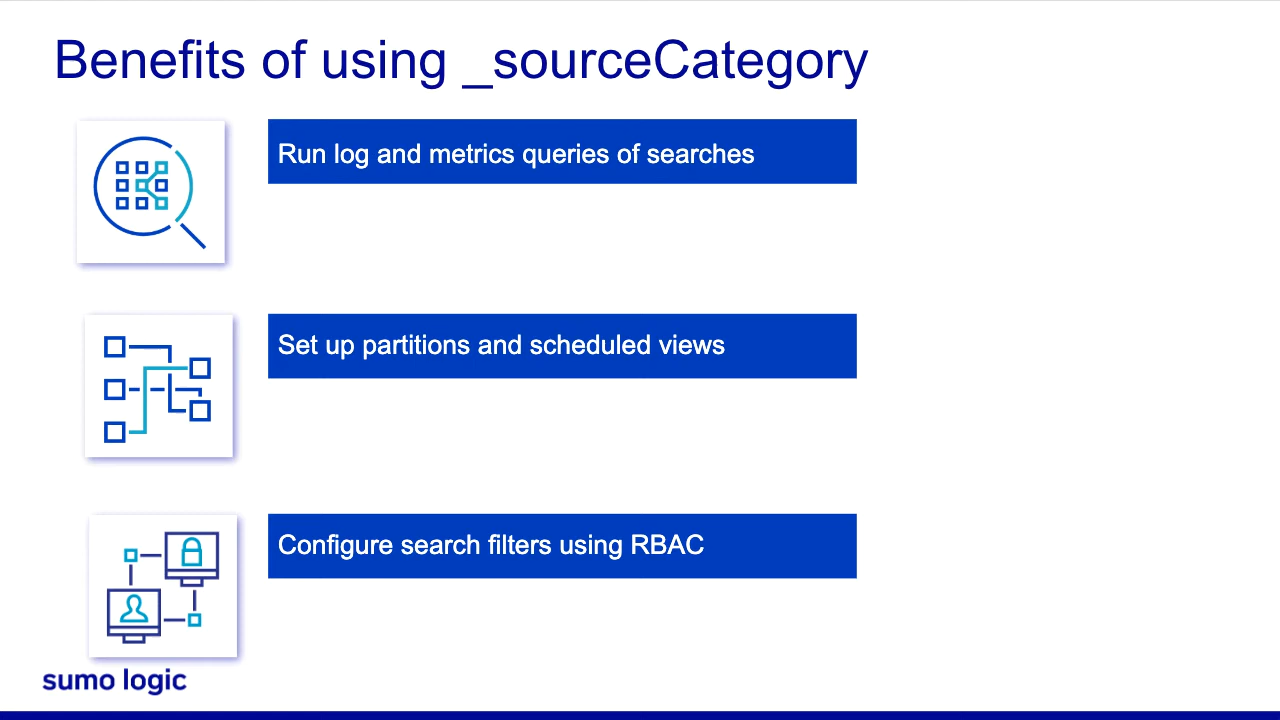 Benefits of using _sourceCategory
Run log and metrics queries of searches
Set up partitions and scheduled views
Configure search filters using RBAC
sumo logic